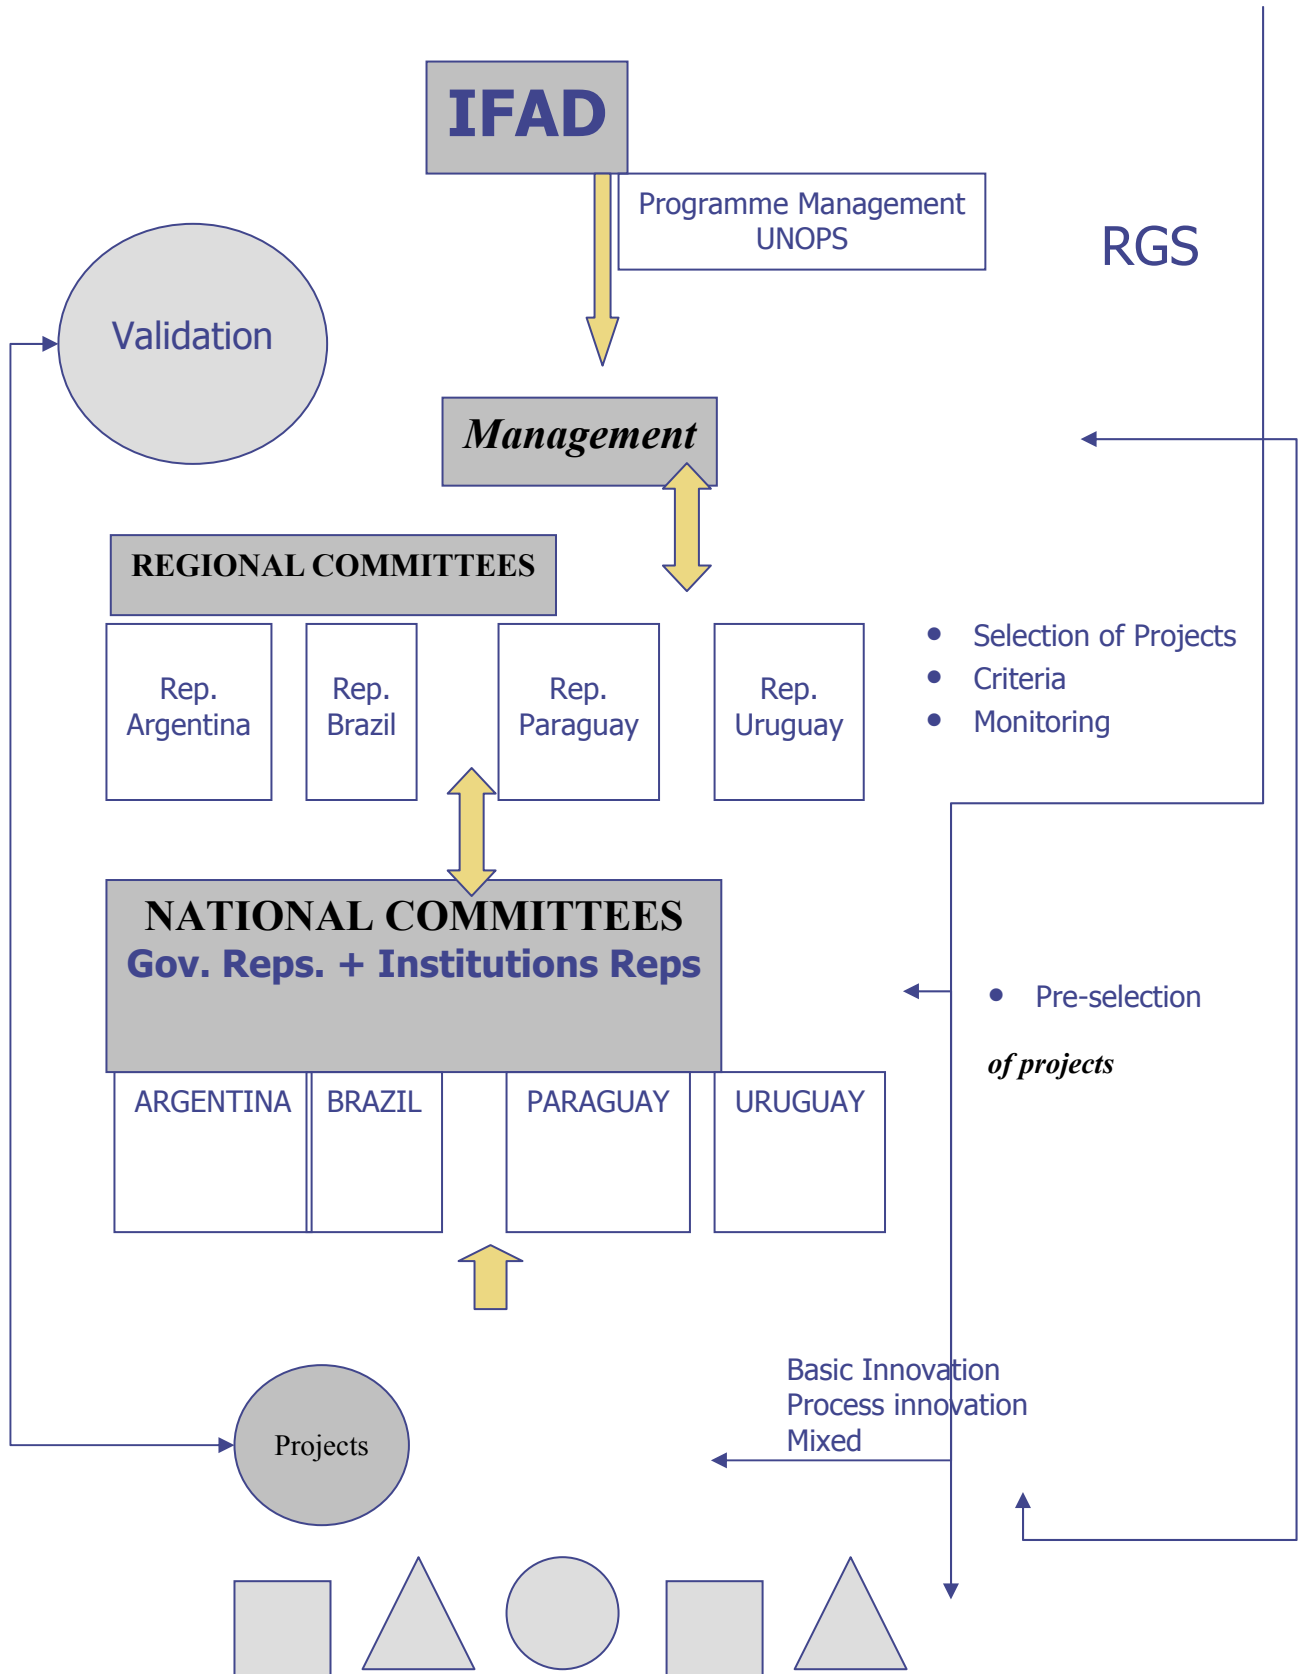 IFAD
Programme Management
UNOPS
RGS
Validation
Management
REGIONAL COMMITTEES
Rep.
Argentina
Rep.
Brazil
Rep.
Paraguay
Rep.
Uruguay
• Selection of Projects
• Criteria
• Monitoring
NATIONAL COMMITTEES
Gov. Reps. + Institutions Reps
• Pre-selection
of projects
ARGENTINA
BRAZIL
PARAGUAY
URUGUAY
Basic Innovation
Process innovation
Mixed
Projects